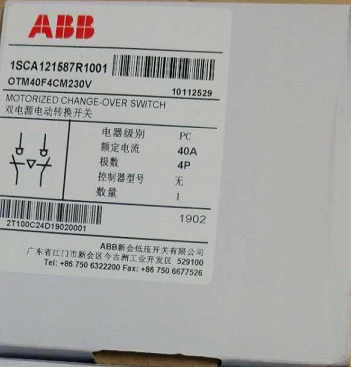 ABB
1SCA121587R1001
OTM40F4CM230V
10112529
MOTORIZED CHANGE-OVER SWITCH
双电源电动转换开关
电器级别 PC
额定电流 40A
极数 4P
控制器型号 无
数量 1
1902
2T100C24D19020001
ABB新会低压开关有限公司
广东省江门市新会区今古洲工业开发区 529100
Tel: +86 750 6322200 Fax: +86 750 6677526